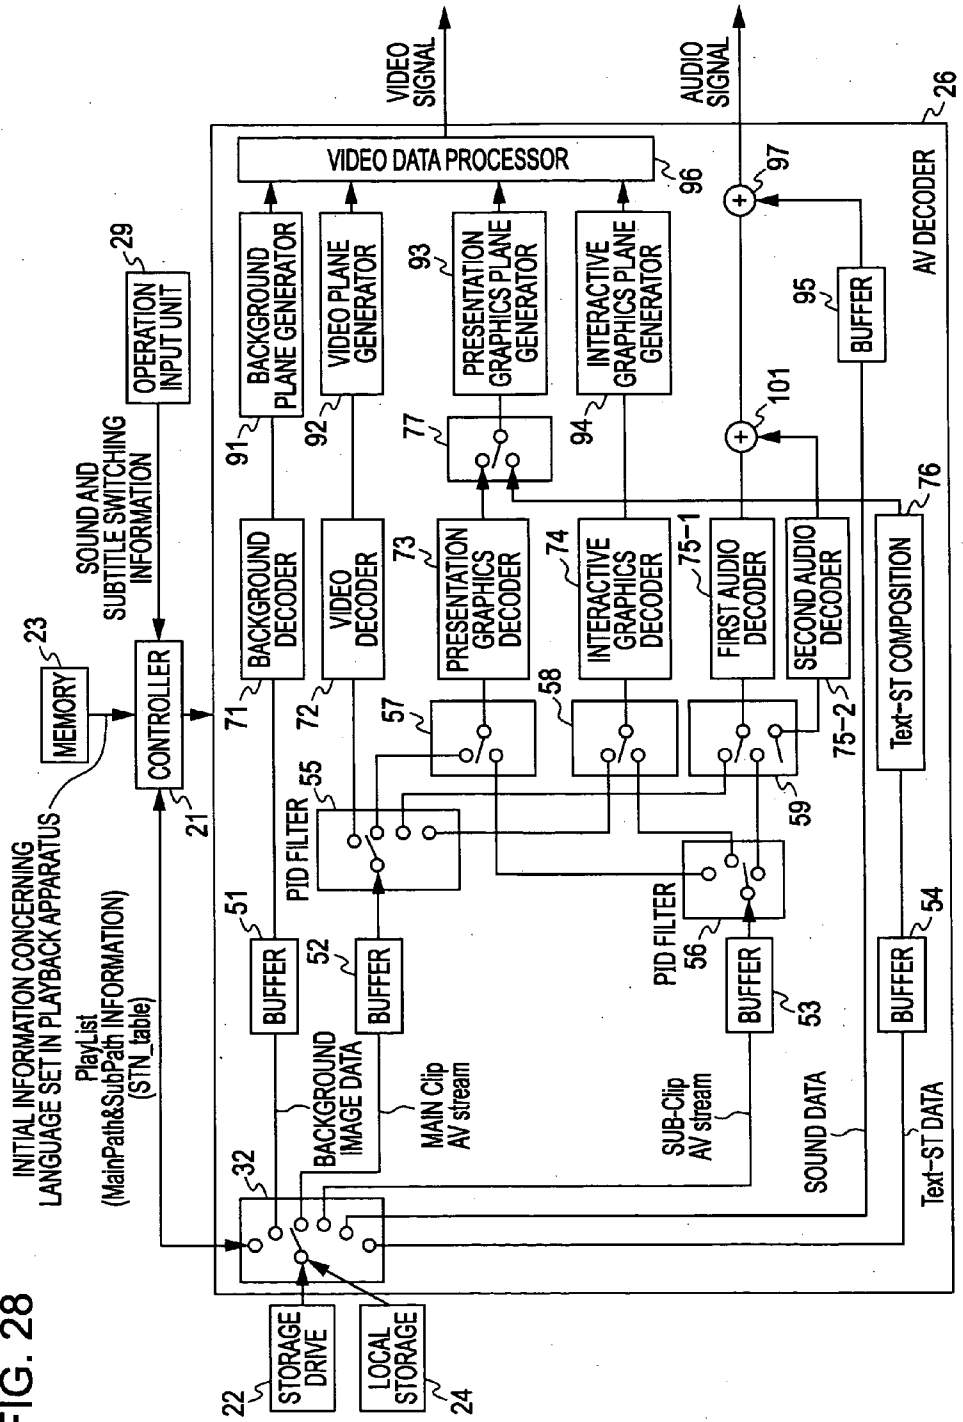 FIG. 28
INITIAL INFORMATION CONCERNING
LANGUAGE SET IN PLAYBACK APPARATUS
PlayList
(MainPath&SubPath INFORMATION)
(STN_table)
23
MEMORY
CONTROLLER
21
SOUND AND
SUBTITLE SWITCHING
INFORMATION
29
OPERATION
INPUT UNIT
22
STORAGE
DRIVE
LOCAL
STORAGE
24
32
BACKGROUND
IMAGE DATA
MAIN Clip
AV stream
SUB-Clip
AV stream
SOUND DATA
Text-ST DATA
51
BUFFER
52
BUFFER
BUFFER
53
BUFFER
54
PID FILTER
55
PID FILTER
56
57
58
59
71
BACKGROUND
DECODER
72
VIDEO
DECODER
73
PRESENTATION
GRAPHICS
DECODER
74
INTERACTIVE
GRAPHICS
DECODER
75-1
FIRST AUDIO
DECODER
SECOND AUDIO
DECODER
75-2
Text-ST COMPOSITION
76
77
91
BACKGROUND
PLANE GENERATOR
92
VIDEO PLANE
GENERATOR
93
PRESENTATION
GRAPHICS PLANE
GENERATOR
94
INTERACTIVE
GRAPHICS PLANE
GENERATOR
+
101
95
BUFFER
VIDEO DATA PROCESSOR
96
+
97
AV DECODER
26
VIDEO
SIGNAL
AUDIO
SIGNAL